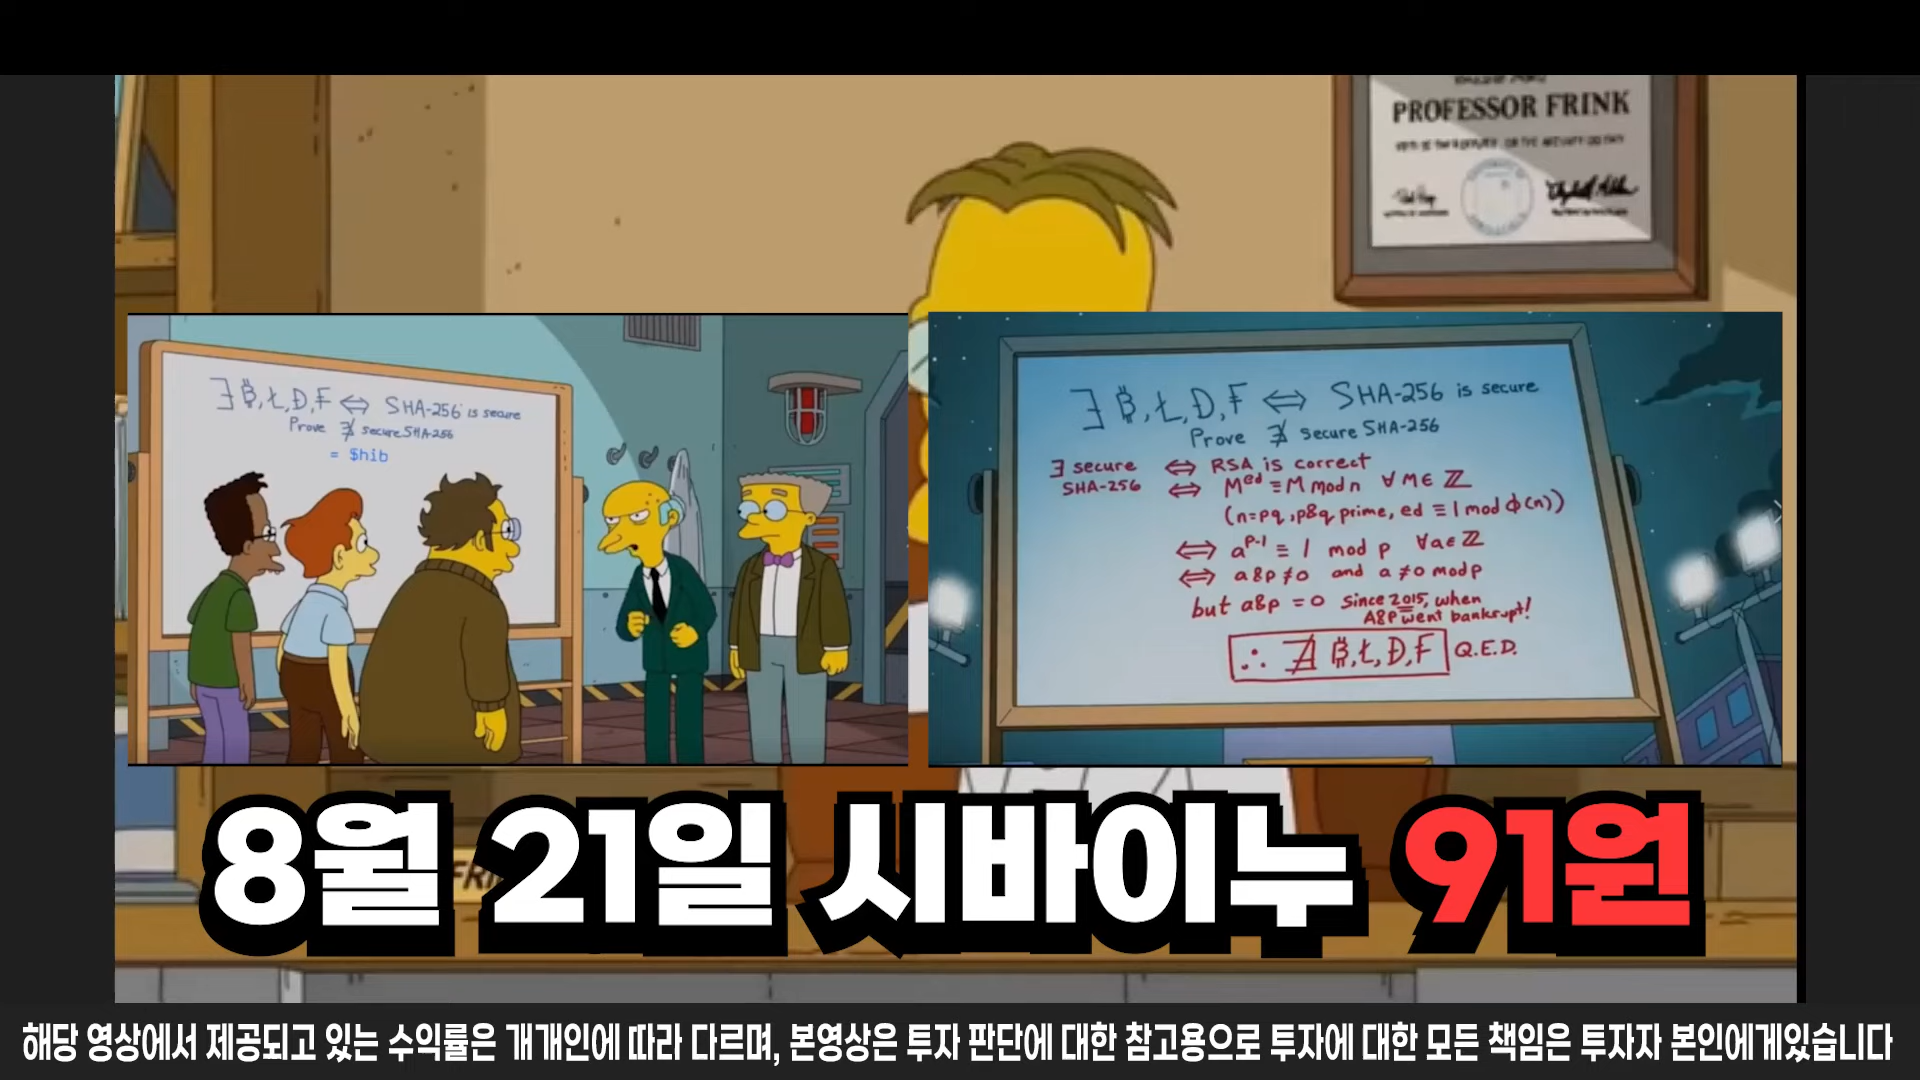 PROFESSOR FRINK
∃ ₿, Ł, Đ, ₣ ⇔ SHA-256 is secure
Prove ∄ secure SHA-256
= $hib
∃ ₿, Ł, Đ, ₣ ⇔ SHA-256 is secure
Prove ∄ secure SHA-256
∃ secure SHA-256 ⇔ RSA is correct
⇔ M^ed ≡ M mod n ∀ M ∈ ℤ
(n=pq, p&q prime, ed ≡ 1 mod φ(n))
⇔ a^p-1 ≡ 1 mod p ∀a∈ℤ
⇔ a&p ≠ 0 and a ≠ 0 mod p
but a&p = 0 Since 2015, when
A&P went bankrupt!
∴ ∄ ₿, Ł, Đ, ₣ Q.E.D.
8월 21일 시바이누 91원
해당 영상에서 제공되고 있는 수익률은 개개인에 따라 다르며, 본영상은 투자 판단에 대한 참고용으로 투자에 대한 모든 책임은 투자자 본인에게있습니다